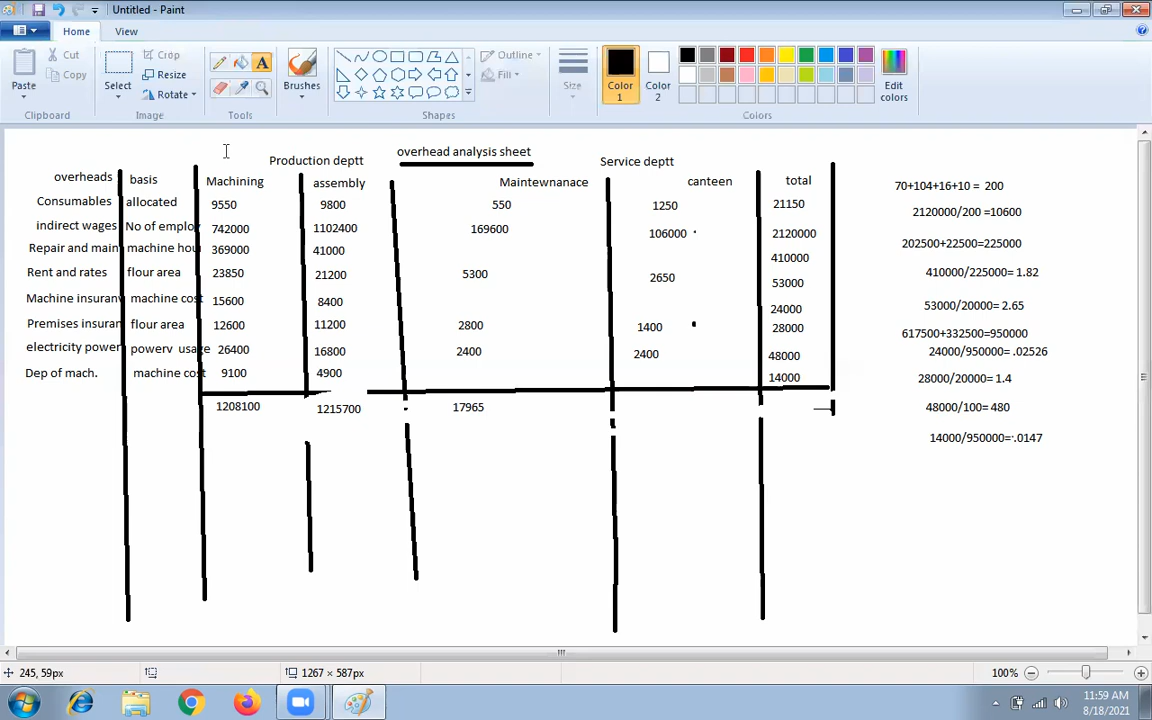 Untitled - Paint
Home View
Cut
Copy
Paste
Clipboard
Crop
Resize
Rotate
Select
Image
Tools
Brushes
Outline
Fill
Shapes
Size
Color 1
Color 2
Edit colors
Colors
overhead analysis sheet
Production deptt Service deptt
overheads basis Machining assembly Maintewnanace canteen total
Consumables allocated 9550 9800 550 1250 21150
indirect wages No of employ 742000 1102400 169600 106000 2120000
Repair and main machine hou 369000 41000 410000
Rent and rates flour area 23850 21200 5300 2650 53000
Machine insuran machine cost 15600 8400 24000
Premises insuran flour area 12600 11200 2800 1400 28000
electricity power powerv usage 26400 16800 2400 2400 48000
Dep of mach. machine cost 9100 4900 14000
1208100 1215700 17965
70+104+16+10 = 200
2120000/200 =10600
202500+22500=225000
410000/225000= 1.82
53000/20000= 2.65
617500+332500=950000
24000/950000= .02526
28000/20000= 1.4
48000/100= 480
14000/950000=.0147
245, 59px
1267 × 587px
100%
11:59 AM
8/18/2021